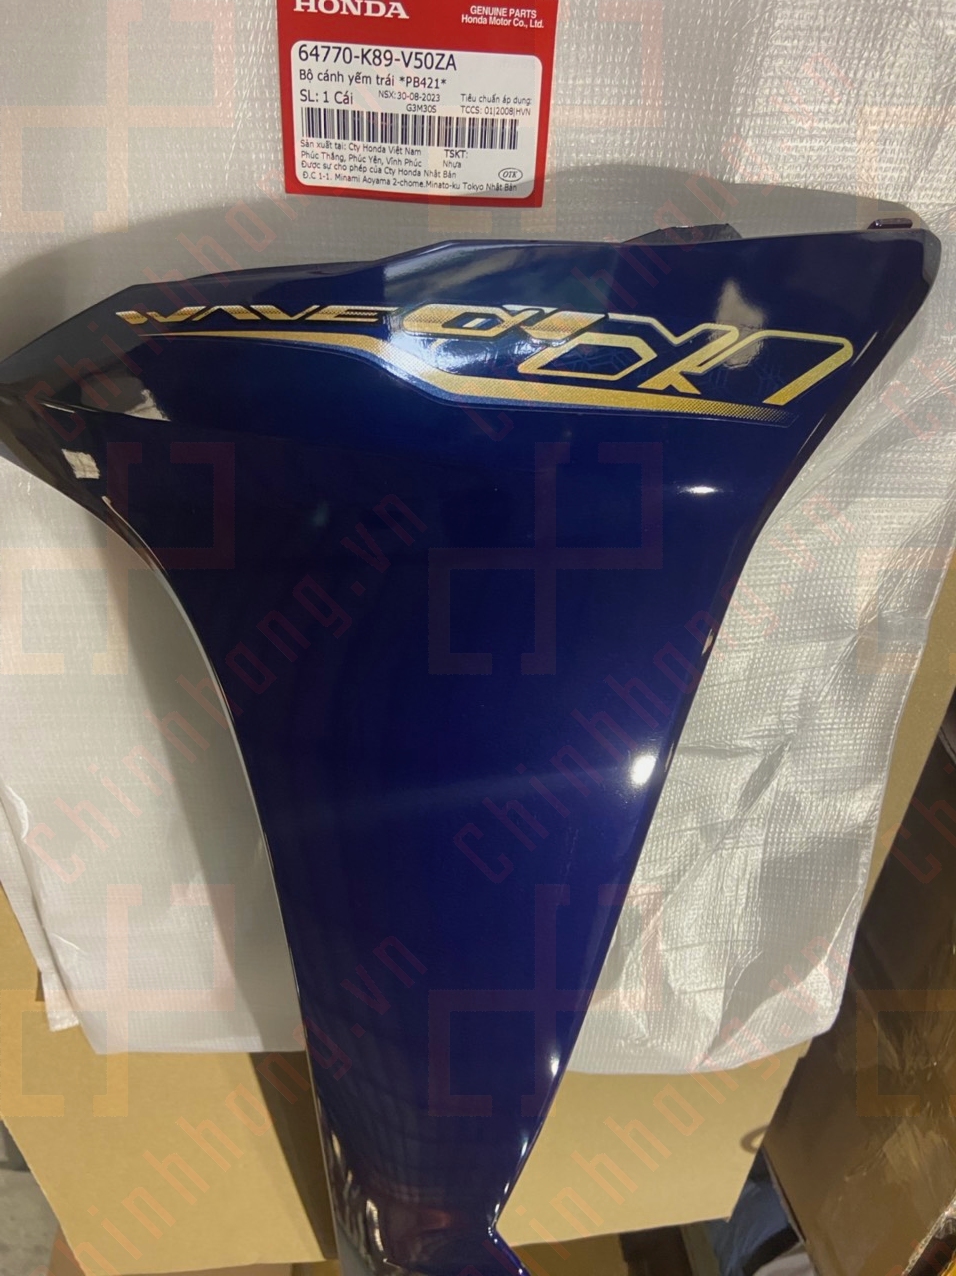 HONDA
GENUINE PARTS
Honda Motor Co., Ltd.
64770-K89-V50ZA
Bộ cánh yếm trái *PB421*
SL: 1 Cái
NSX:30-08-2023
G3M30S
Tiêu chuẩn áp dụng:
TCCS: 01|2008|HVN
Sản xuất tại: Cty Honda Việt Nam
Phúc Thắng, Phúc Yên, Vĩnh Phúc
Được sự cho phép của Cty Honda Nhật Bản
Đ.C 1-1. Minami Aoyama 2-chome.Minato-ku Tokyo Nhật Bản
TSKT:
Nhựa
OTK
WAVE α
chinhhong.vn
chinhhong.vn
chinhhong.vn
chinhhong.vn